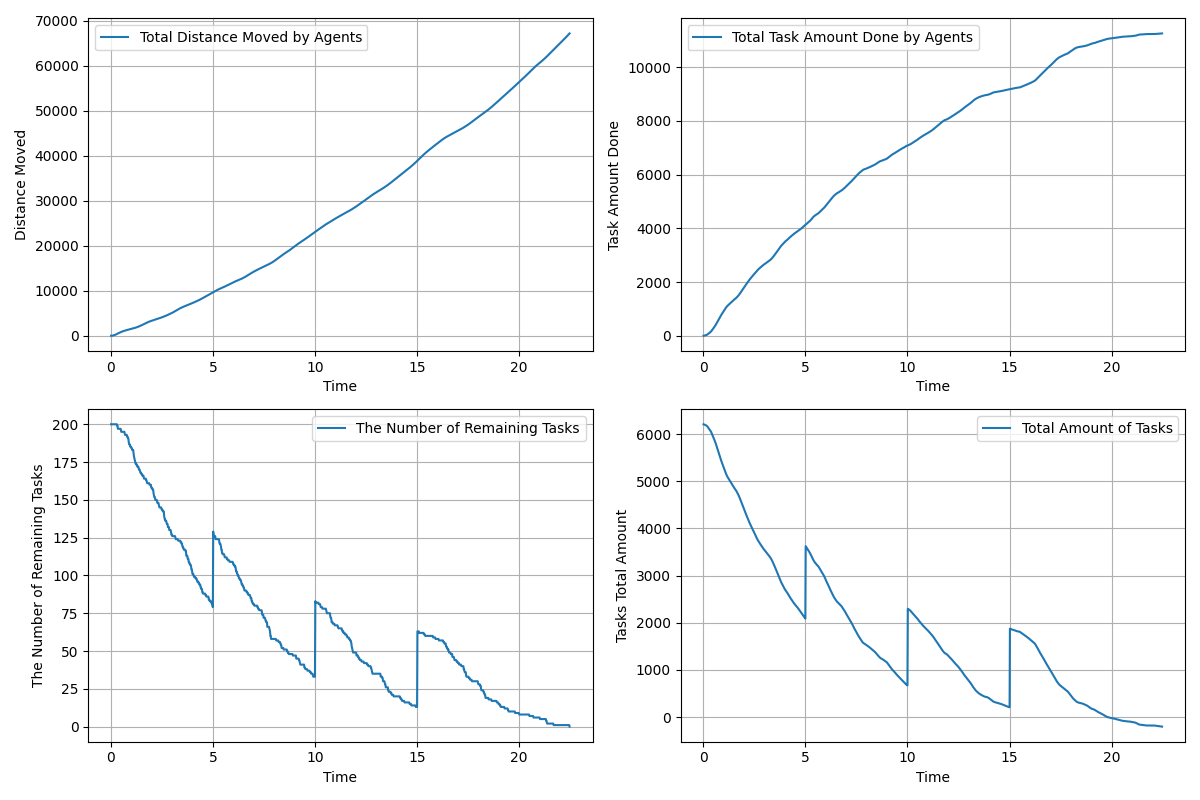 Total Distance Moved by Agents
Distance Moved
70000
60000
50000
40000
30000
20000
10000
0
0 5 10 15 20
Time
Total Task Amount Done by Agents
Task Amount Done
10000
8000
6000
4000
2000
0
0 5 10 15 20
Time
The Number of Remaining Tasks
The Number of Remaining Tasks
200
175
150
125
100
75
50
25
0
0 5 10 15 20
Time
Total Amount of Tasks
Tasks Total Amount
6000
5000
4000
3000
2000
1000
0
0 5 10 15 20
Time